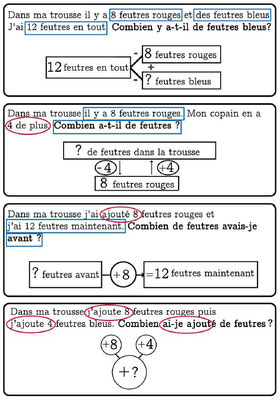 Dans ma trousse il y a 8 feutres rouges et des feutres bleus
J'ai 12 feutres en tout Combien y a-t-il de feutres bleus?
- 8 feutres rouges
12 feutres en tout +
- ? feutres bleus
Dans ma trousse il y a 8 feutres rouges. Mon copain en a
4 de plus Combien a-t-il de feutres ?
? de feutres dans la trousse
-4 +4
8 feutres rouges
Dans ma trousse j'ai ajouté 8 feutres rouges et
j'ai 12 feutres maintenant. Combien de feutres avais-je
avant ?
? feutres avant +8 =12 feutres maintenant
Dans ma trousse j'ajoute 8 feutres rouges puis
j'ajoute 4 feutres bleus. Combien ai-je ajouté de feutres ?
+8 +4
+?